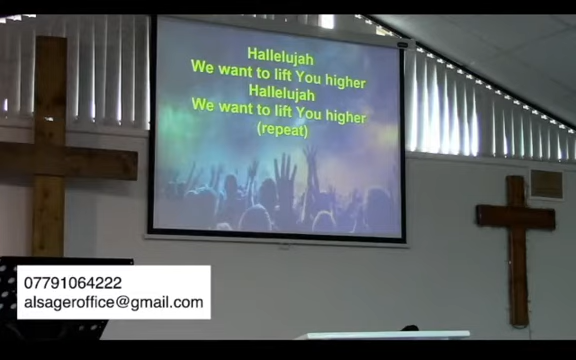 Hallelujah
We want to lift You higher
Hallelujah
We want to lift You higher
(repeat)
07791064222
alsageroffice@gmail.com